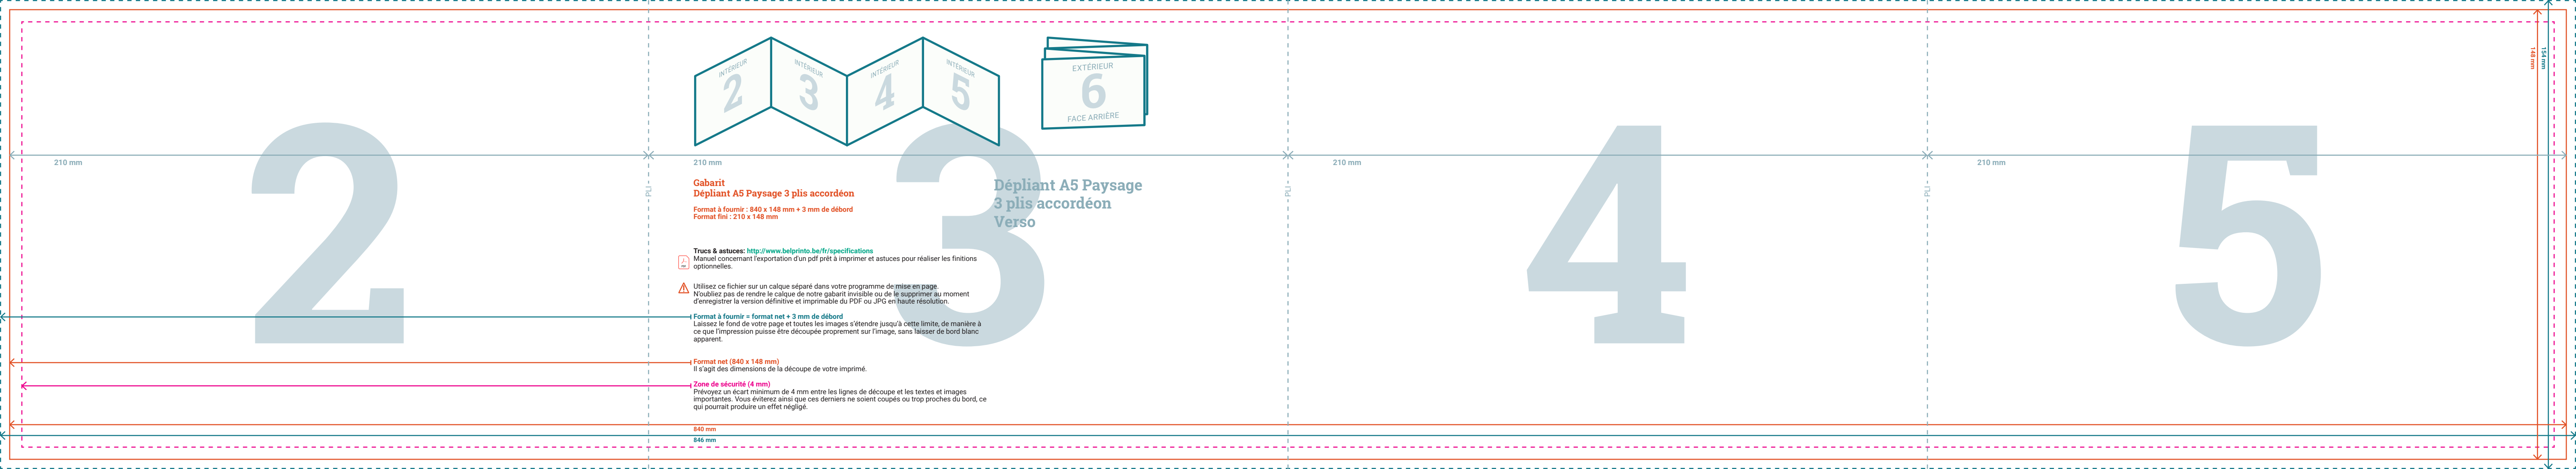 INTÉRIEUR
2
INTÉRIEUR
3
INTÉRIEUR
4
INTÉRIEUR
5
EXTÉRIEUR
6
FACE ARRIÈRE
2
3
4
5
210 mm
210 mm
210 mm
210 mm
148 mm
154 mm
PLI
PLI
PLI
Gabarit
Dépliant A5 Paysage 3 plis accordéon
Format à fournir : 840 x 148 mm + 3 mm de débord
Format fini : 210 x 148 mm
Dépliant A5 Paysage
3 plis accordéon
Verso
Trucs & astuces: http://www.belprinto.be/fr/specifications
Manuel concernant l'exportation d'un pdf prêt à imprimer et astuces pour réaliser les finitions
optionnelles.
Utilisez ce fichier sur un calque séparé dans votre programme de mise en page.
N'oubliez pas de rendre le calque de notre gabarit invisible ou de le supprimer au moment
d'enregistrer la version définitive et imprimable du PDF ou JPG en haute résolution.
Format à fournir = format net + 3 mm de débord
Laissez le fond de votre page et toutes les images s'étendre jusqu'à cette limite, de manière à
ce que l'impression puisse être découpée proprement sur l'image, sans laisser de bord blanc
apparent.
Format net (840 x 148 mm)
Il s'agit des dimensions de la découpe de votre imprimé.
Zone de sécurité (4 mm)
Prévoyez un écart minimum de 4 mm entre les lignes de découpe et les textes et images
importantes. Vous éviterez ainsi que ces derniers ne soient coupés ou trop proches du bord, ce
qui pourrait produire un effet négligé.
840 mm
846 mm